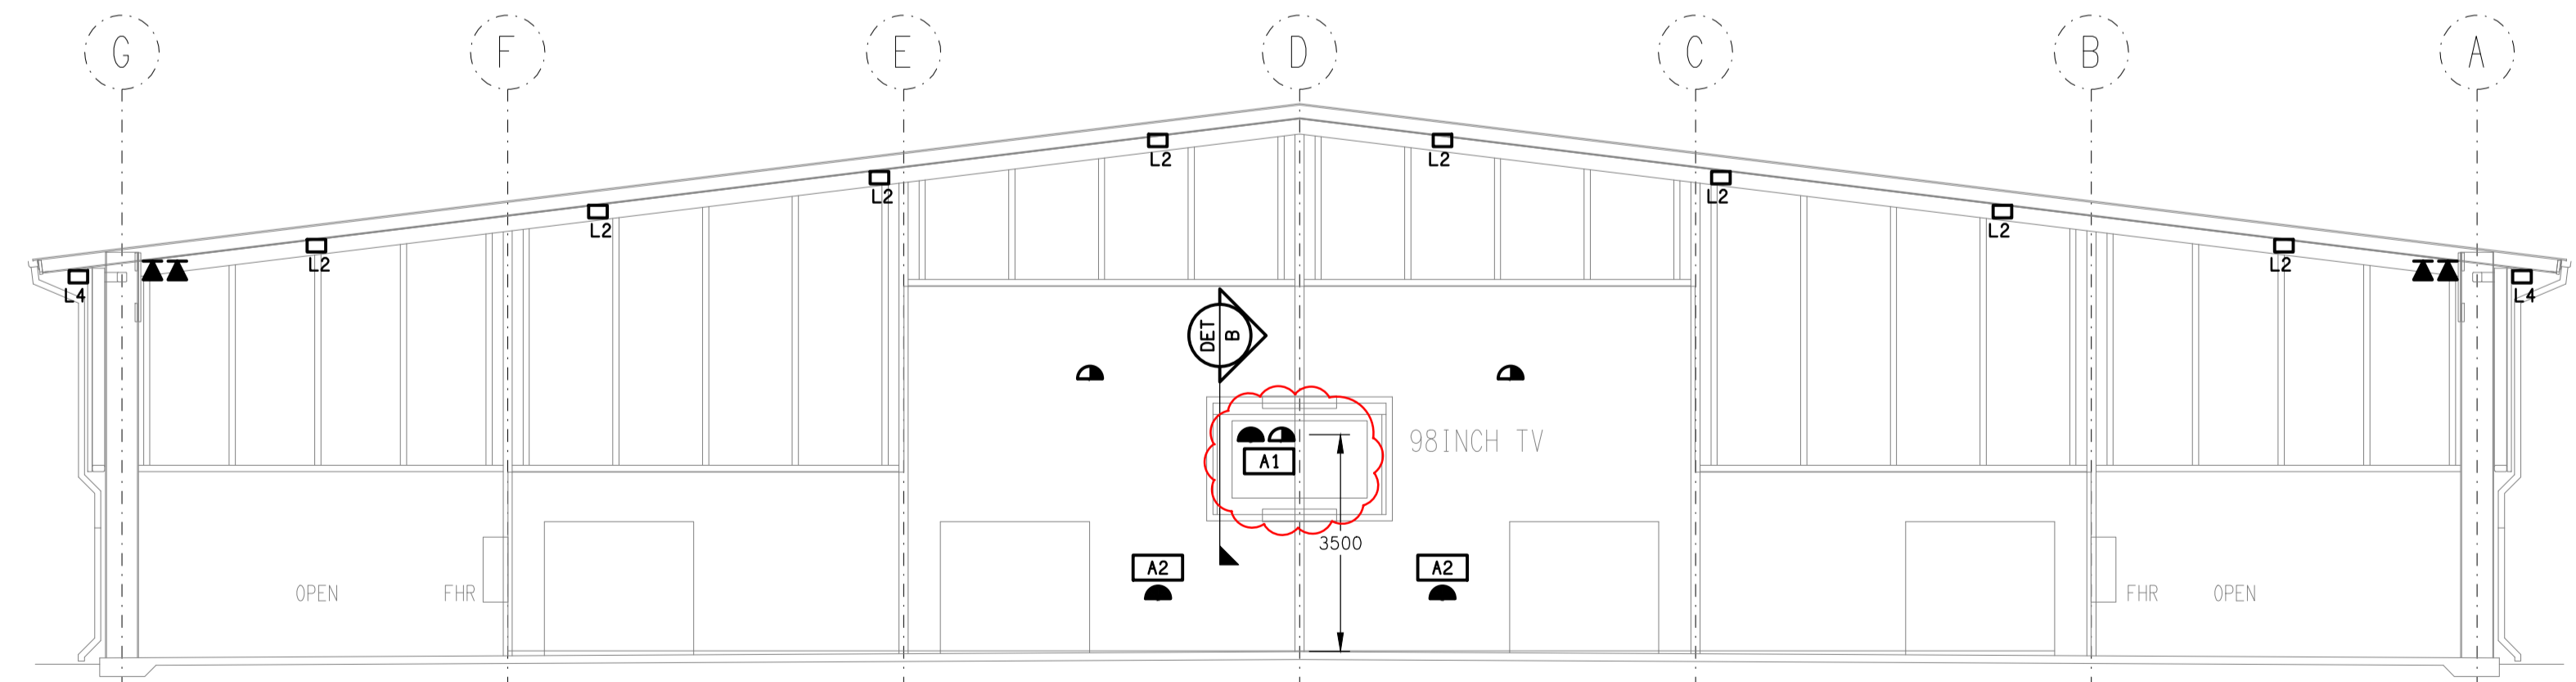 G F E D C B A
L2 L2
L2 L2
L2 L2
L2 L2
L4 L4
DET B
98INCH TV
A1
3500
A2 A2
OPEN FHR FHR OPEN